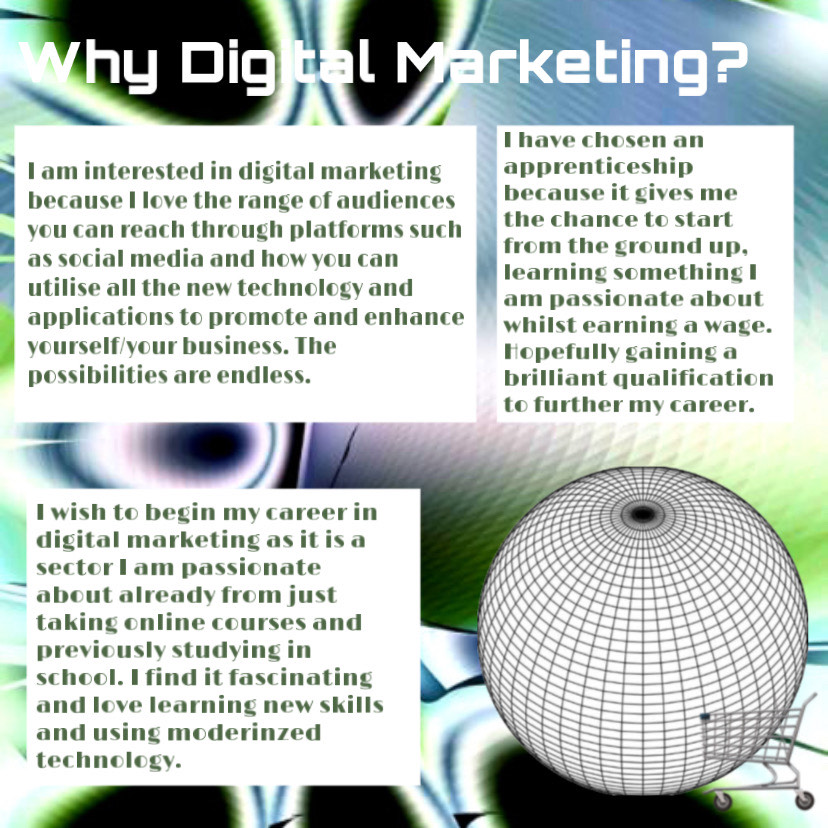 Why Digital Marketing?
I am interested in digital marketing
because I love the range of audiences
you can reach through platforms such
as social media and how you can
utilise all the new technology and
applications to promote and enhance
yourself/your business. The
possibilities are endless.
I have chosen an
apprenticeship
because it gives me
the chance to start
from the ground up,
learning something I
am passionate about
whilst earning a wage.
Hopefully gaining a
brilliant qualification
to further my career.
I wish to begin my career in
digital marketing as it is a
sector I am passionate
about already from just
taking online courses and
previously studying in
school. I find it fascinating
and love learning new skills
and using moderinzed
technology.